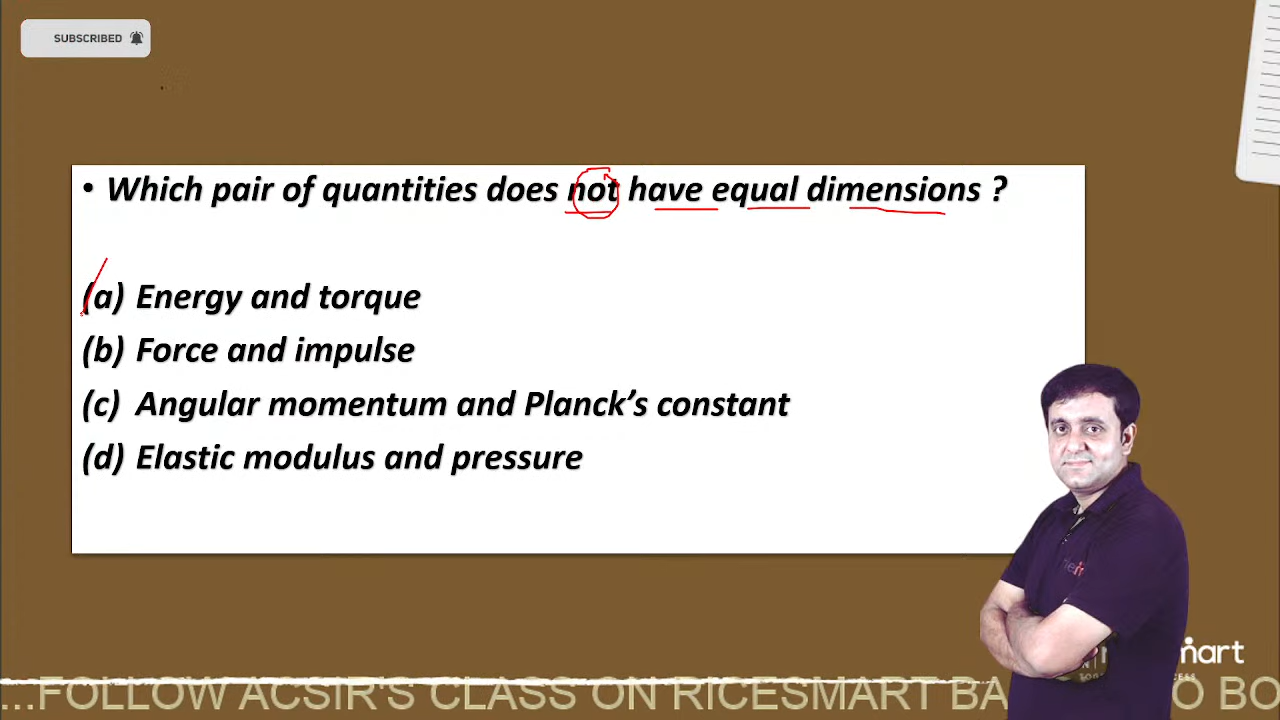 SUBSCRIBED
• Which pair of quantities does not have equal dimensions ?
(a) Energy and torque
(b) Force and impulse
(c) Angular momentum and Planck’s constant
(d) Elastic modulus and pressure
...FOLLOW ACSIR'S CLASS ON RICESMART BA O BO